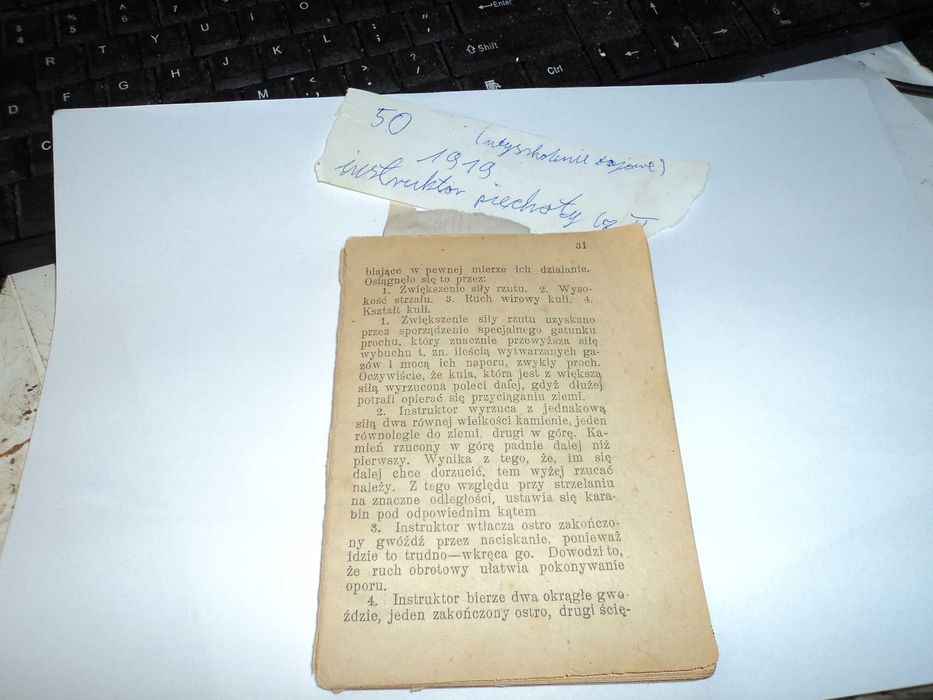 R T Y U I O
D F G H J K L
M
Enter
Shift
Ctrl
Ins
50
(wyszkolenie bojowe)
1919
instruktor piechoty cz II
31
biające w pewnej mierze ich działanie.
Osiągnęło się to przez:
1. Zwiększenie siły rzutu. 2. Wyso-
kość strzału. 3. Ruch wirowy kuli. 4.
Kształt kuli.
1. Zwiększenie siły rzutu uzyskano
przez sporządzenie specjalnego gatunku
prochu, który znacznie przewyższa siłę
wybuchu t. zn. ilością wytwarzanych ga-
zów i mocą ich naporu, zwykły proch.
Oczywiście, że kula, która jest z większą
siłą wyrzucona poleci dalej, gdyż dłużej
potrafi opierać się przyciąganiu ziemi.
2. Instruktor wyrzuca z jednakową
siłą dwa równej wielkości kamienie, jeden
równolegle do ziemi, drugi w górę. Ka-
mień rzucony w górę padnie dalej niż
pierwszy. Wynika z tego, że, im się
dalej chce dorzucić, tem wyżej rzucać
należy. Z tego względu przy strzelaniu
na znaczne odległości, ustawia się kara-
bin pod odpowiednim kątem
3. Instruktor wtłacza ostro zakończo-
ny gwóźdź przez naciskanie, ponieważ
idzie to trudno—wkręca go. Dowodzi to,
że ruch obrotowy ułatwia pokonywanie
oporu.
4. Instruktor bierze dwa okrągłe gwo-
ździe, jeden zakończony ostro, drugi ścię-